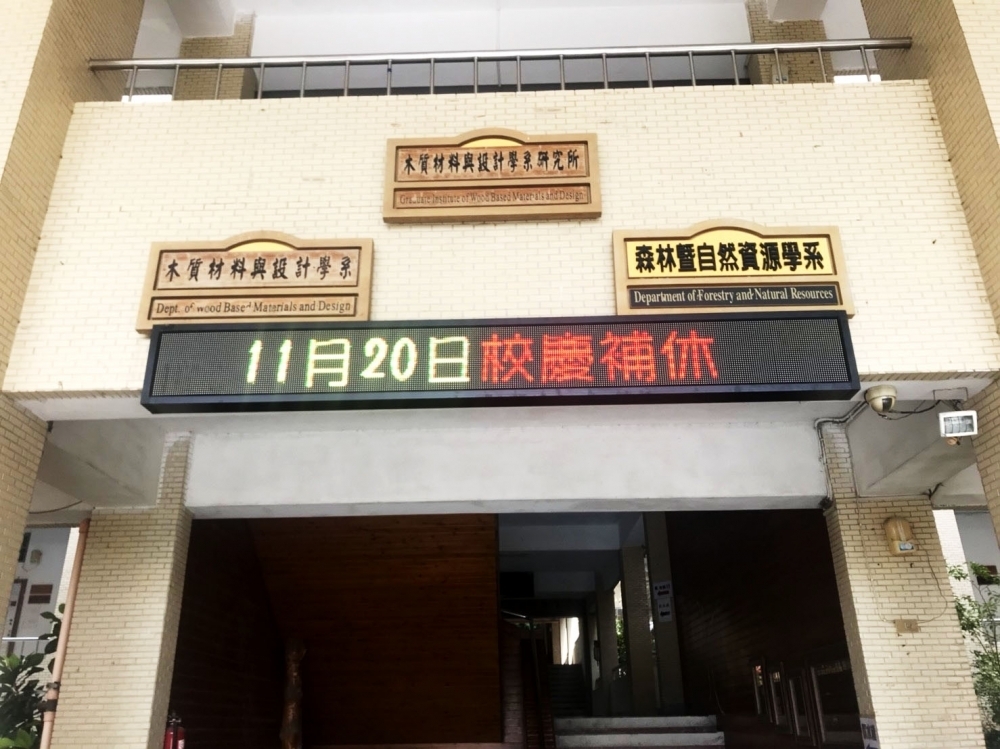 木質材料與設計學系研究所
Graduate Institute of Wood Based Materials and Design
木質材料與設計學系
Dept. of Wood Based Materials and Design
森林暨自然資源學系
Department of Forestry and Natural Resources
11月20日校慶補休